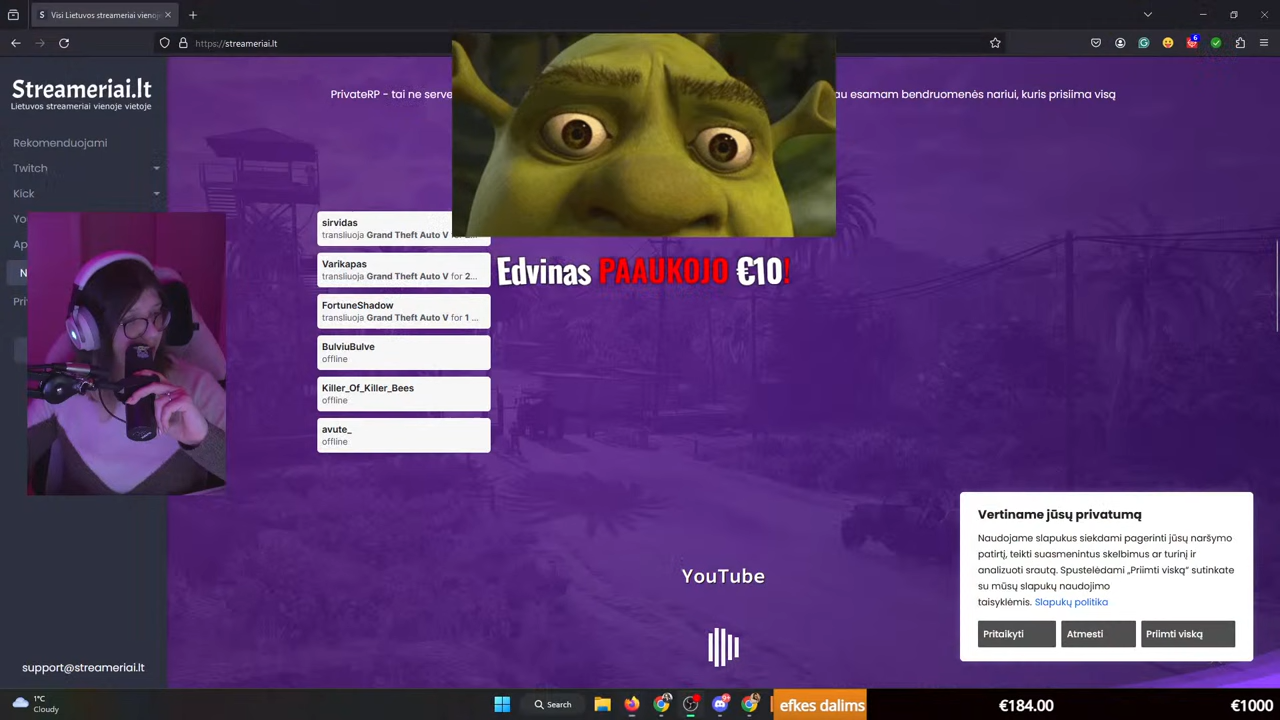 Visi Lietuvos streameriai vienoje
https://streameriai.lt
Streameriai.lt
Lietuvos streameriai vienoje vietoje
Rekomenduojami
Twitch
Kick
PrivateRP - tai ne serve
au esamam bendruomenės nariui, kuris prisiima visą
sirvidas
transliuoja Grand Theft Auto V
Varikapas
transliuoja Grand Theft Auto V for 2...
FortuneShadow
transliuoja Grand Theft Auto V for 1 ...
BulviuBulve
offline
Killer_Of_Killer_Bees
offline
avute_
offline
Edvinas PAAUKOJO €10!
YouTube
Vertiname jūsų privatumą
Naudojame slapukus siekdami pagerinti jūsų naršymo
patirtį, teikti suasmenintus skelbimus ar turinį ir
analizuoti srautą. Spustelėdami „Priimti viską" sutinkate
su mūsų slapukų naudojimo
taisyklėmis. Slapukų politika
Pritaikyti
Atmesti
Priimti viską
support@streameriai.lt
1°C
Cloudy
Search
efkes dalims
€184.00
€1000